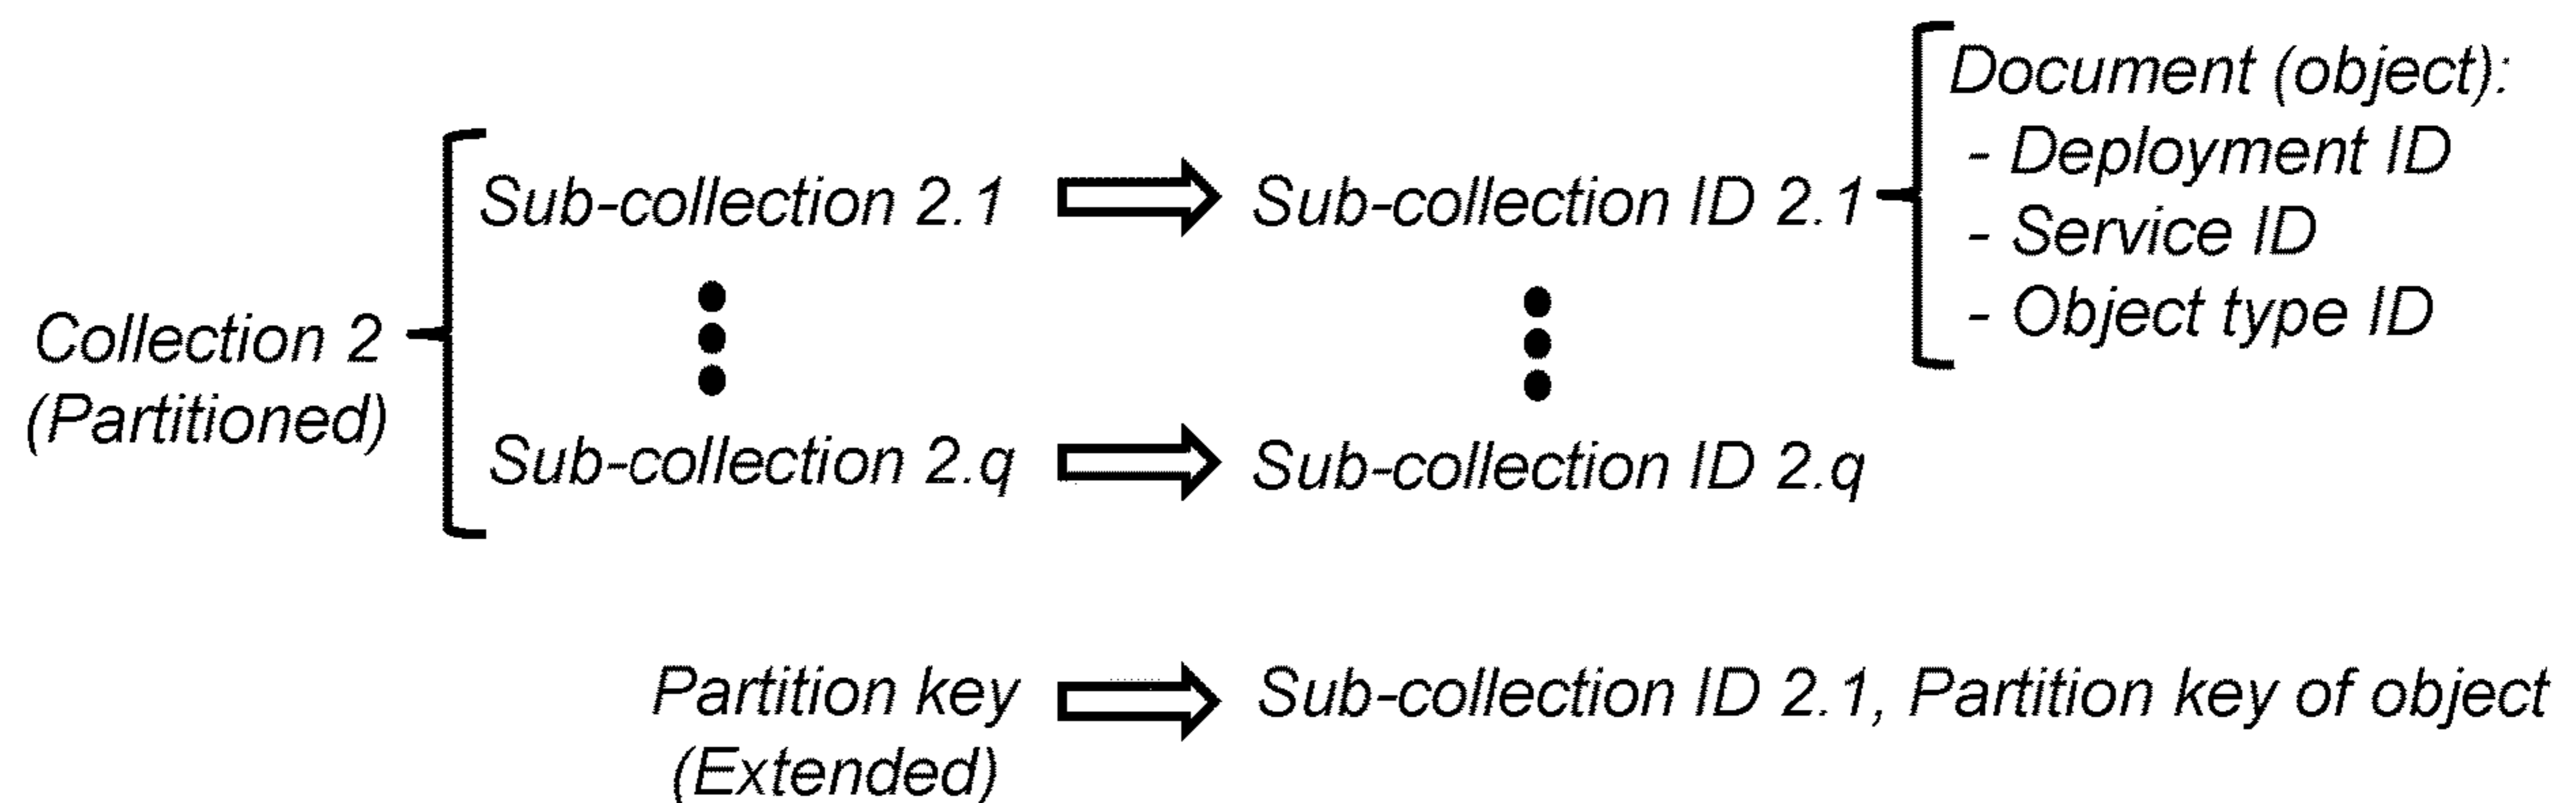 Document (object):
- Deployment ID
Sub-collection 2.1
Sub-collection ID 2.1
- Service ID
- Object type ID
Collection 2
(Partitioned)
Sub-collection 2.q
Sub-collection ID 2.q
Partition key
(Extended)
Sub-collection ID 2.1, Partition key of object